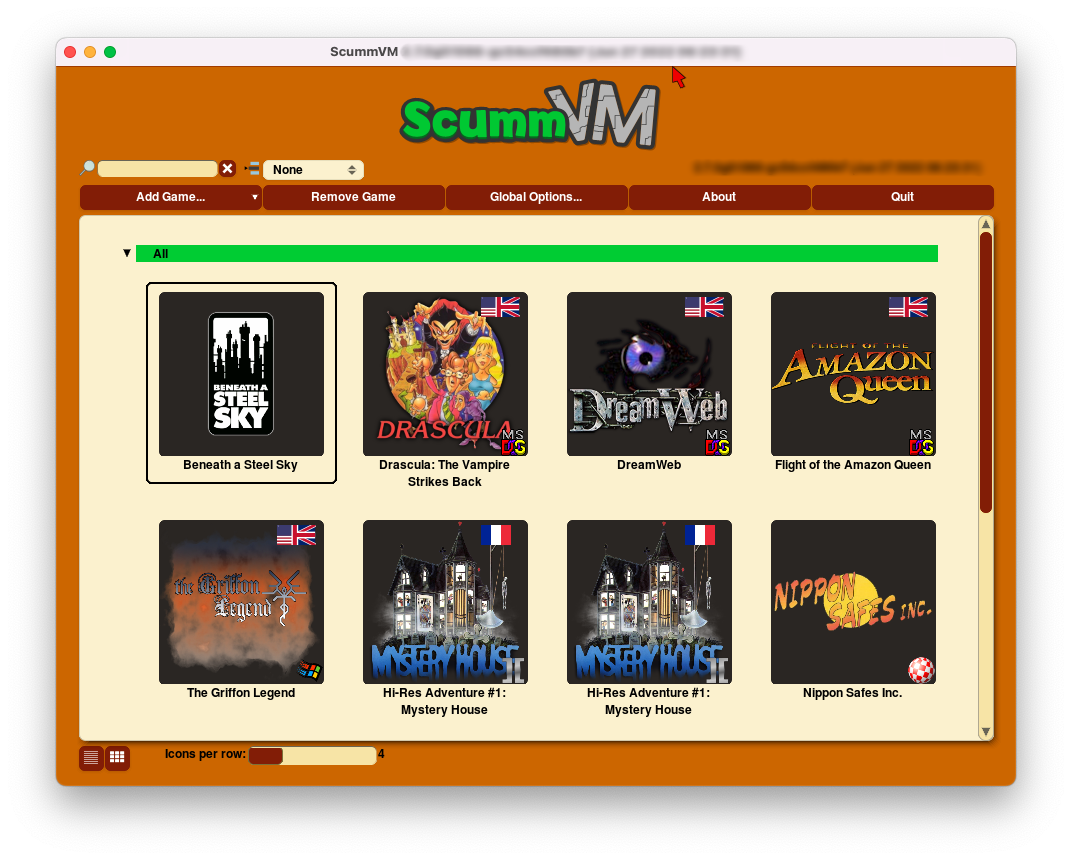 ScummVM
ScummVM
None
Add Game...
Remove Game
Global Options...
About
Quit
All
BENEATH A
STEEL
SKY
DRASCULA
MS
DOS
DREAMWEB
MS
DOS
FLIGHT OF THE
AMAZON
Queen
MS
DOS
Beneath a Steel Sky
Drascula: The Vampire
Strikes Back
DreamWeb
Flight of the Amazon Queen
the Griffon
Legend
MYSTERY HOUSE
II
MYSTERY HOUSE
II
NIPPON
SAFES INC.
The Griffon Legend
Hi-Res Adventure #1:
Mystery House
Hi-Res Adventure #1:
Mystery House
Nippon Safes Inc.
Icons per row:
4